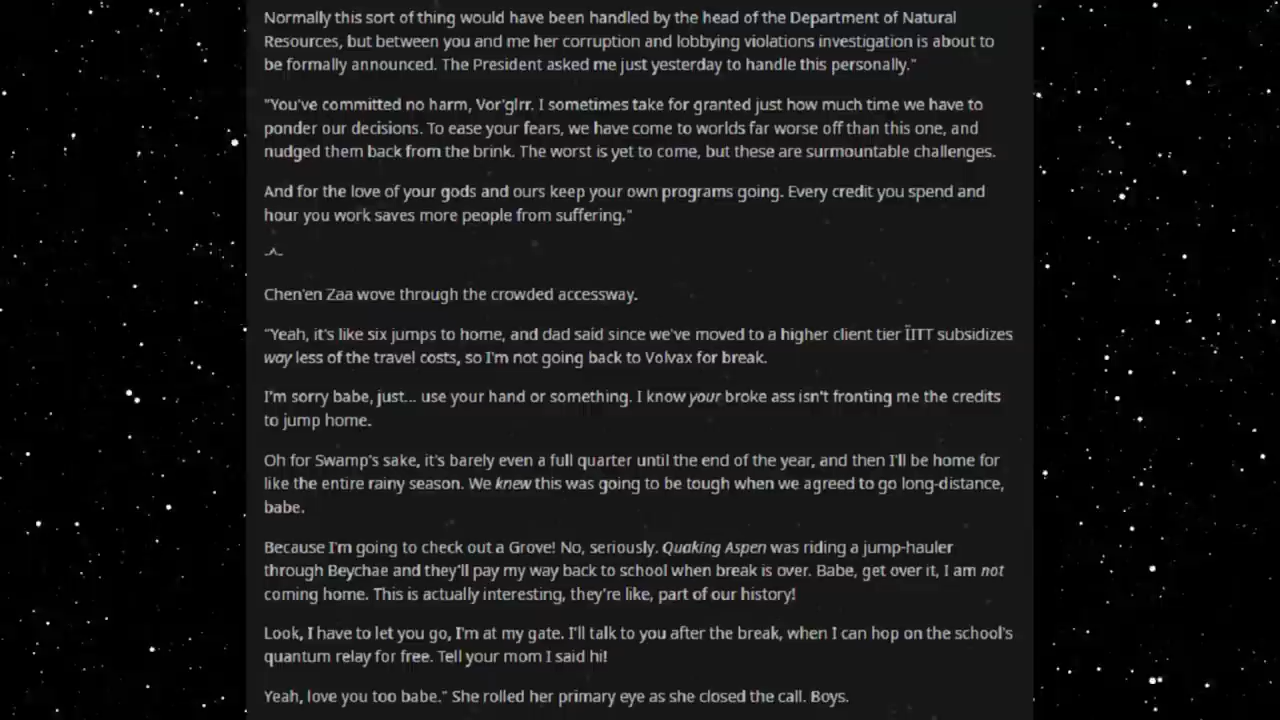 Normally this sort of thing would have been handled by the head of the Department of Natural
Resources, but between you and me her corruption and lobbying violations investigation is about to
be formally announced. The President asked me just yesterday to handle this personally."
"You've committed no harm, Vor'glrr. I sometimes take for granted just how much time we have to
ponder our decisions. To ease your fears, we have come to worlds far worse off than this one, and
nudged them back from the brink. The worst is yet to come, but these are surmountable challenges.
And for the love of your gods and ours keep your own programs going. Every credit you spend and
hour you work saves more people from suffering."
Chen'en Zaa wove through the crowded accessway.
"Yeah, it's like six jumps to home, and dad said since we've moved to a higher client tier ÏITT subsidizes
way less of the travel costs, so I'm not going back to Volvax for break.
I'm sorry babe, just... use your hand or something. I know your broke ass isn't fronting me the credits
to jump home.
Oh for Swamp's sake, it's barely even a full quarter until the end of the year, and then I'll be home for
like the entire rainy season. We knew this was going to be tough when we agreed to go long-distance,
babe.
Because I'm going to check out a Grove! No, seriously. Quaking Aspen was riding a jump-hauler
through Beychae and they'll pay my way back to school when break is over. Babe, get over it, I am not
coming home. This is actually interesting, they're like, part of our history!
Look, I have to let you go, I'm at my gate. I'll talk to you after the break, when I can hop on the school's
quantum relay for free. Tell your mom I said hi!
Yeah, love you too babe." She rolled her primary eye as she closed the call. Boys.